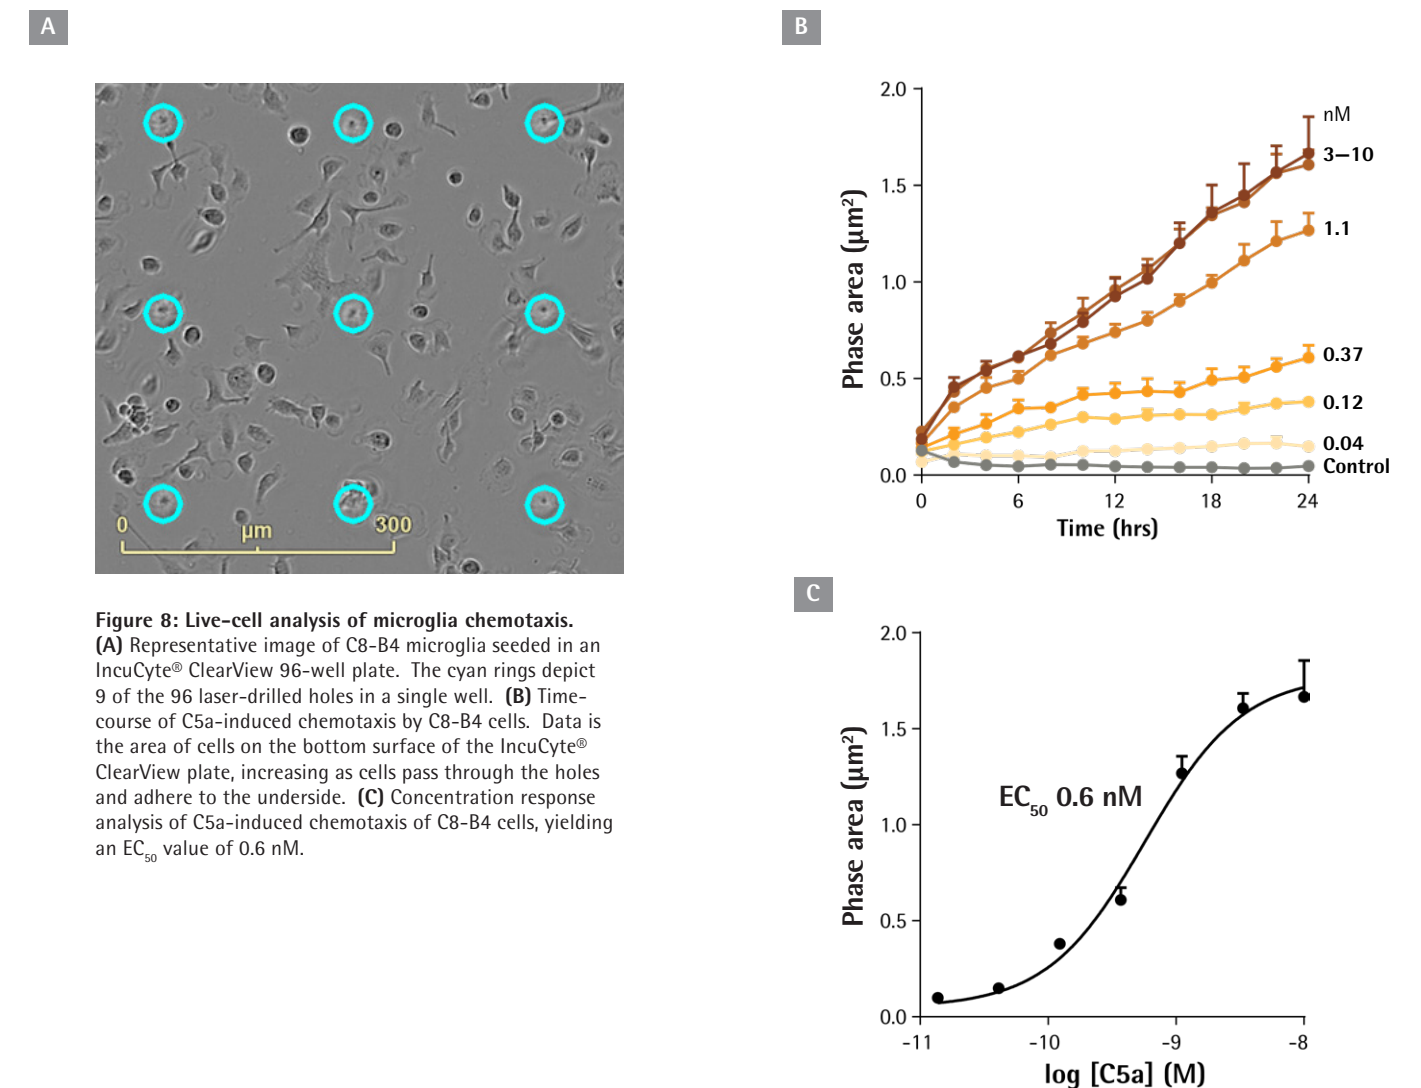 A
0
µm
300
Figure 8: Live-cell analysis of microglia chemotaxis.
(A) Representative image of C8-B4 microglia seeded in an
IncuCyte® ClearView 96-well plate. The cyan rings depict
9 of the 96 laser-drilled holes in a single well. (B) Time-
course of C5a-induced chemotaxis by C8-B4 cells. Data is
the area of cells on the bottom surface of the IncuCyte®
ClearView plate, increasing as cells pass through the holes
and adhere to the underside. (C) Concentration response
analysis of C5a-induced chemotaxis of C8-B4 cells, yielding
an EC50 value of 0.6 nM.
B
Phase area (µm²)
2.0
1.5
1.0
0.5
0.0
0 6 12 18 24
Time (hrs)
nM
3–10
1.1
0.37
0.12
0.04
Control
C
Phase area (µm²)
2.0
1.5
1.0
0.5
0.0
EC50 0.6 nM
-11 -10 -9 -8
log [C5a] (M)